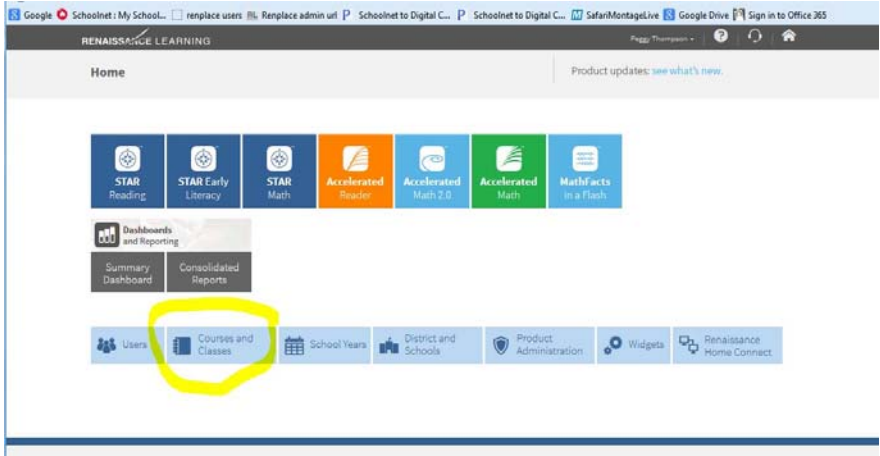 Google Schoolnet : My School... renplace users Renplace admin url Schoolnet to Digital C... Schoolnet to Digital C... SafariMontageLive Google Drive Sign in to Office 365
RENAISSANCE LEARNING Peggy Thompson
Home Product updates: see what's new.
STAR STAR Early STAR Accelerated Accelerated Accelerated MathFacts
Reading Literacy Math Reader Math 2.0 Math in a Flash
Dashboards
and Reporting
Summary Consolidated
Dashboard Reports
Users Courses and School Years District and Product Widgets Renaissance
Classes Schools Administration Home Connect